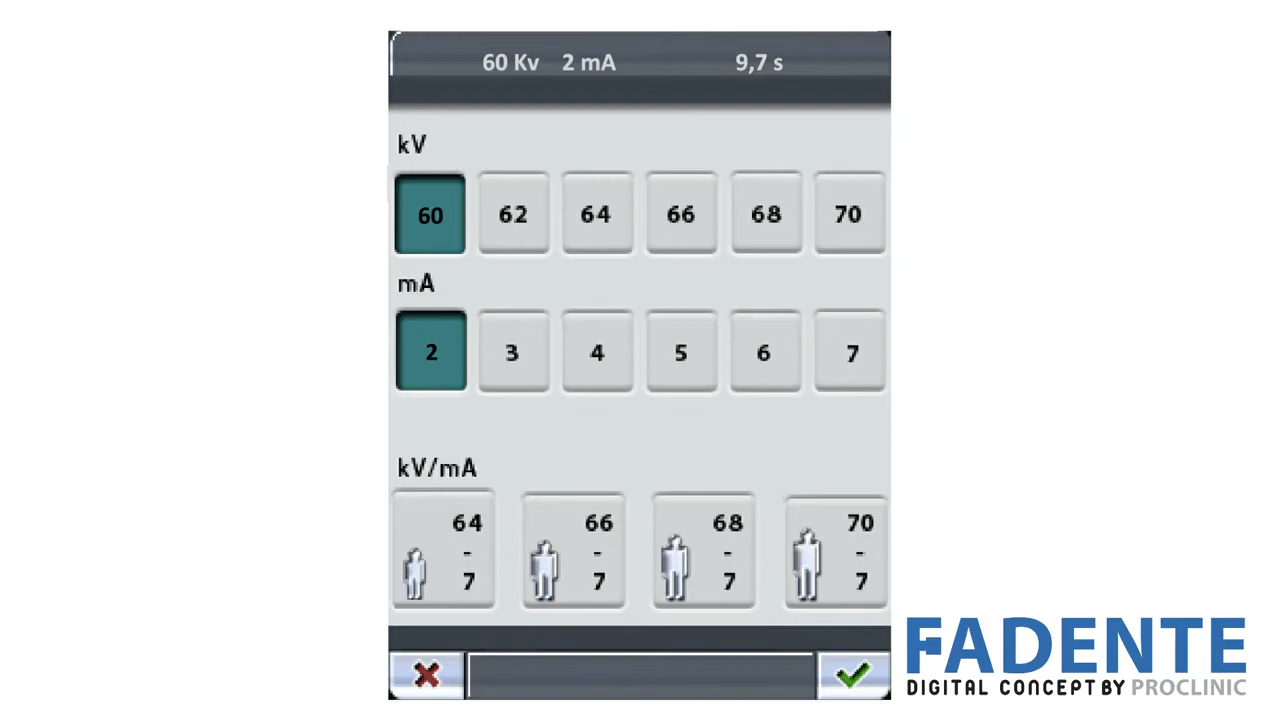 60 Kv 2 mA 9,7 s
kV
60 62 64 66 68 70
mA
2 3 4 5 6 7
kV/mA
64 66 68 70
- - - -
7 7 7 7
FADENTE
DIGITAL CONCEPT BY PROCLINIC